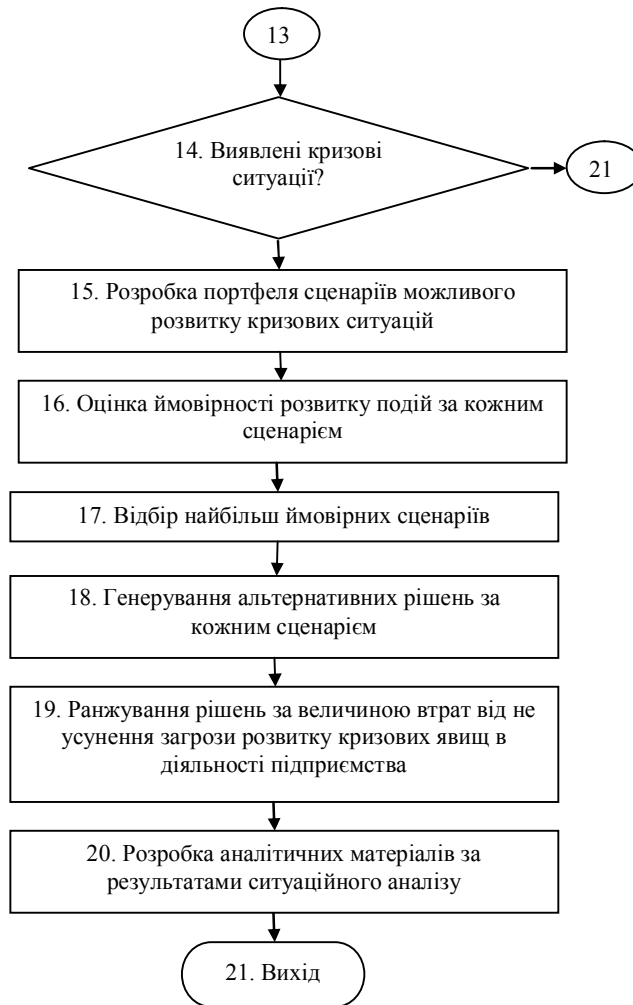 13
14. Виявлені кризові
ситуації?
21
15. Розробка портфеля сценаріїв можливого
розвитку кризових ситуацій
16. Оцінка ймовірності розвитку подій за кожним
сценарієм
17. Відбір найбільш ймовірних сценаріїв
18. Генерування альтернативних рішень за
кожним сценарієм
19. Ранжування рішень за величиною втрат від не
усунення загрози розвитку кризових явищ в
діяльності підприємства
20. Розробка аналітичних матеріалів за
результатами ситуаційного аналізу
21. Вихід